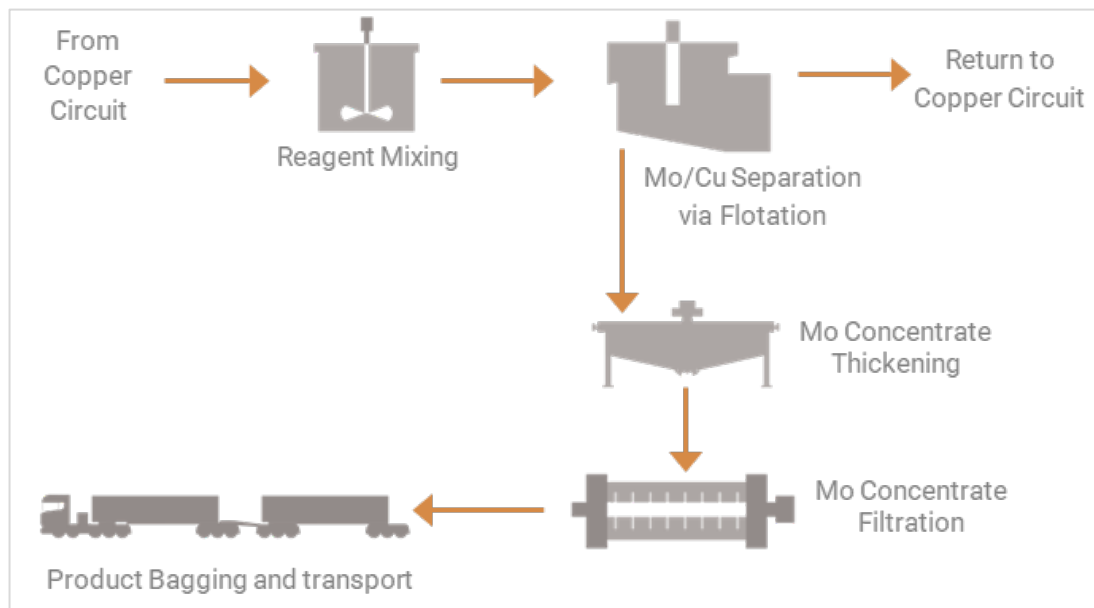 From
Copper
Circuit
Reagent Mixing
Mo/Cu Separation
via Flotation
Return to
Copper Circuit
Mo Concentrate
Thickening
Mo Concentrate
Filtration
Product Bagging and transport